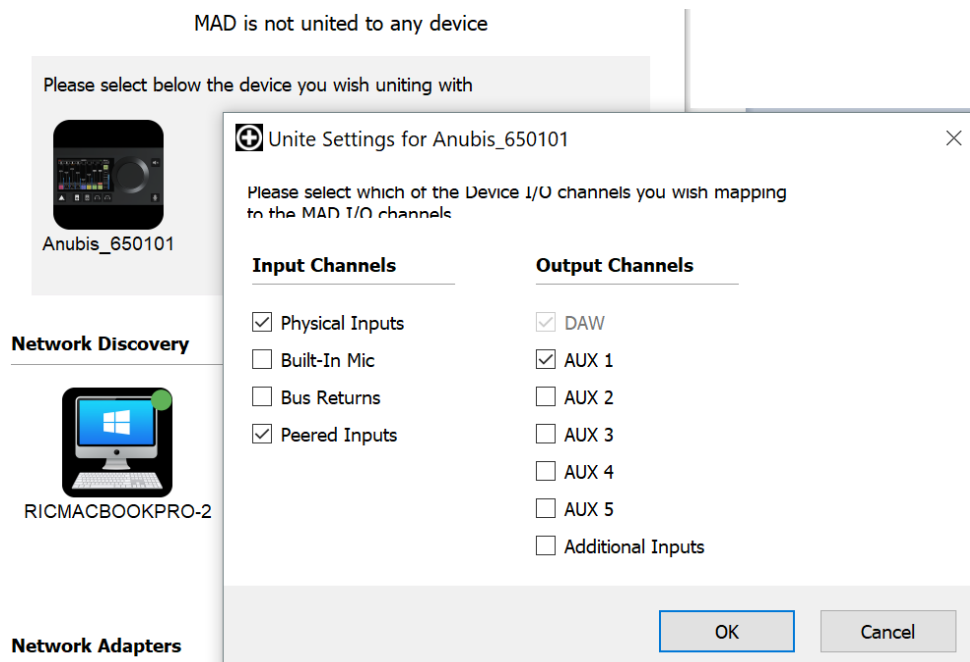 MAD is not united to any device
Please select below the device you wish uniting with
Anubis_650101
Network Discovery
RICMACBOOKPRO-2
Network Adapters
Unite Settings for Anubis_650101
Please select which of the Device I/O channels you wish mapping
to the MAD I/O channels
Input Channels
Physical Inputs
Built-In Mic
Bus Returns
Peered Inputs
Output Channels
DAW
AUX 1
AUX 2
AUX 3
AUX 4
AUX 5
Additional Inputs
OK
Cancel